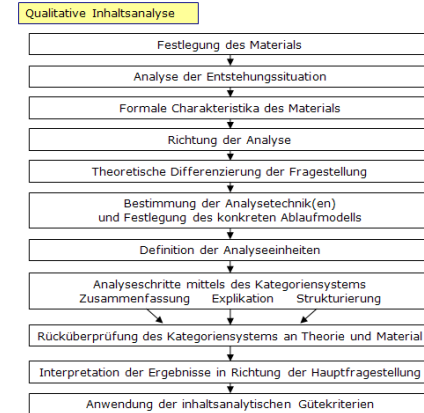 Qualitative Inhaltsanalyse
Festlegung des Materials
Analyse der Entstehungssituation
Formale Charakteristika des Materials
Richtung der Analyse
Theoretische Differenzierung der Fragestellung
Bestimmung der Analysetechnik(en)
und Festlegung des konkreten Ablaufmodells
Definition der Analyseeinheiten
Analyseschritte mittels des Kategoriensystems
Zusammenfassung Explikation Strukturierung
Rücküberprüfung des Kategoriensystems an Theorie und Material
Interpretation der Ergebnisse in Richtung der Hauptfragestellung
Anwendung der inhaltsanalytischen Gütekriterien